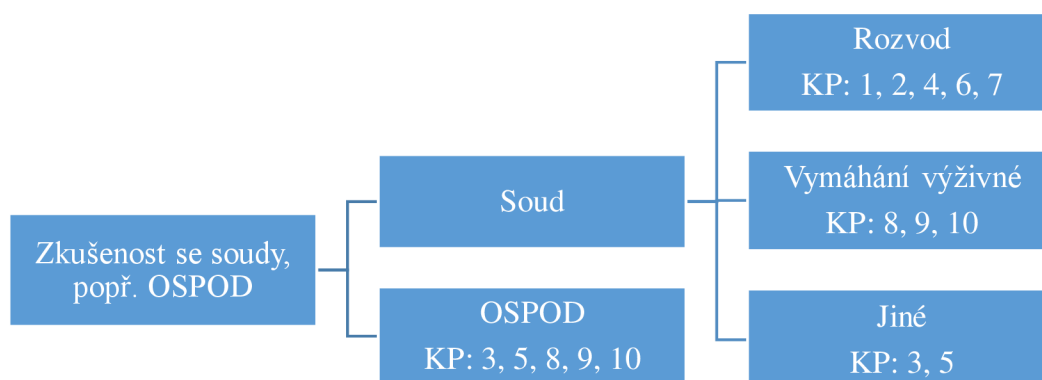 Zkušenost se soudy,
popř. OSPOD
Soud
OSPOD
KP: 3, 5, 8, 9, 10
Rozvod
KP: 1, 2, 4, 6, 7
Vymáhání výživné
KP: 8, 9, 10
Jiné
KP: 3, 5